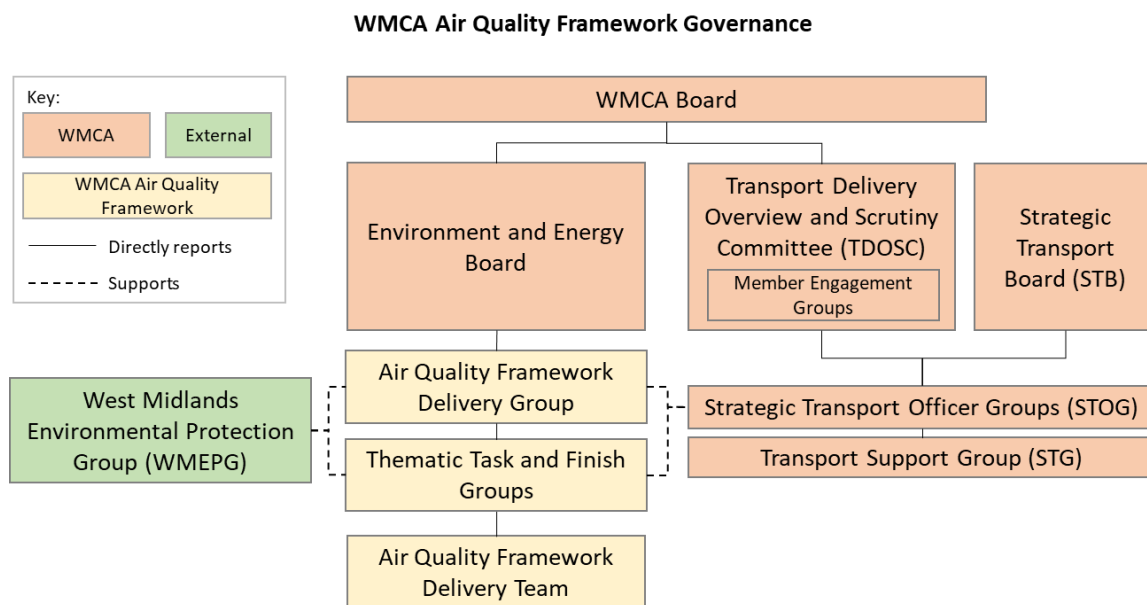 WMCA Air Quality Framework Governance
Key:
WMCA
External
WMCA Air Quality
Framework
Directly reports
Supports
WMCA Board
Environment and Energy
Board
Transport Delivery
Overview and Scrutiny
Committee (TDOSC)
Member Engagement
Groups
Strategic
Transport
Board (STB)
West Midlands
Environmental Protection
Group (WMEPG)
Air Quality Framework
Delivery Group
Thematic Task and Finish
Groups
Air Quality Framework
Delivery Team
Strategic Transport Officer Groups (STOG)
Transport Support Group (STG)